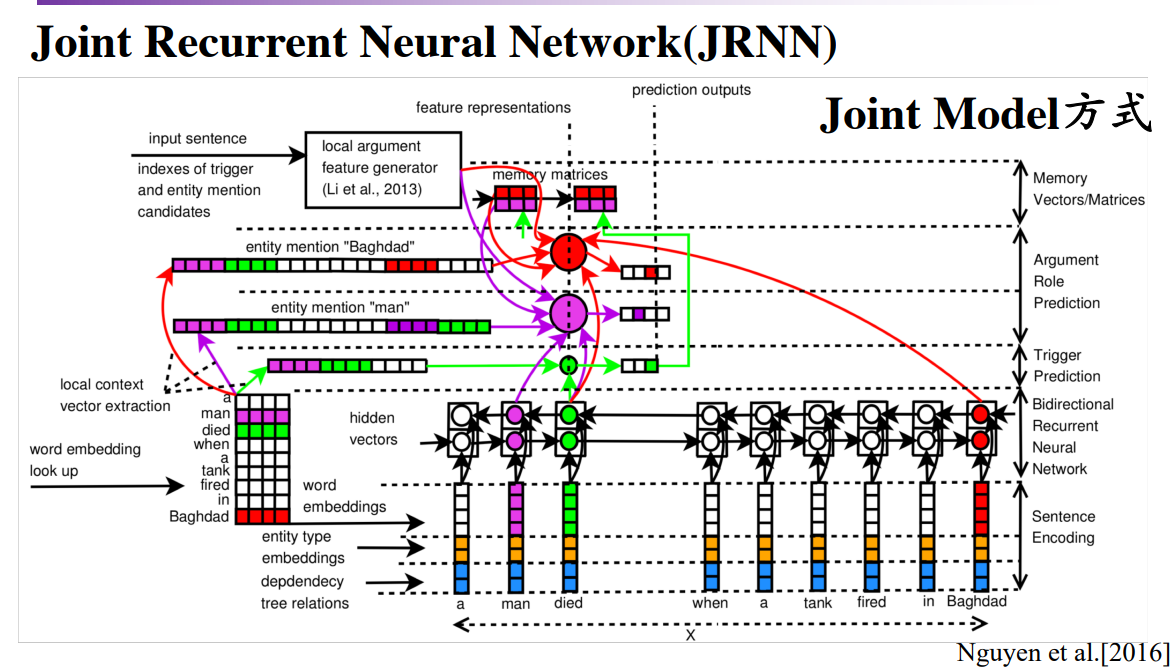 Joint Recurrent Neural Network(JRNN)
prediction outputs
feature representations
Joint Model方式
input sentence
indexes of trigger
and entity mention
candidates
local argument
feature generator
(Li et al., 2013)
memory matrices
Memory
Vectors/Matrices
entity mention "Baghdad"
Argument
Role
Prediction
entity mention "man"
Trigger
Prediction
local context
vector extraction
a
man
died
when
a
tank
fired
in
Baghdad
hidden
vectors
Bidirectional
Recurrent
Neural
Network
word embedding
look up
word
embeddings
Sentence
Encoding
entity type
embeddings
depdendecy
tree relations
a man died when a tank fired in Baghdad
X
Nguyen et al.[2016]